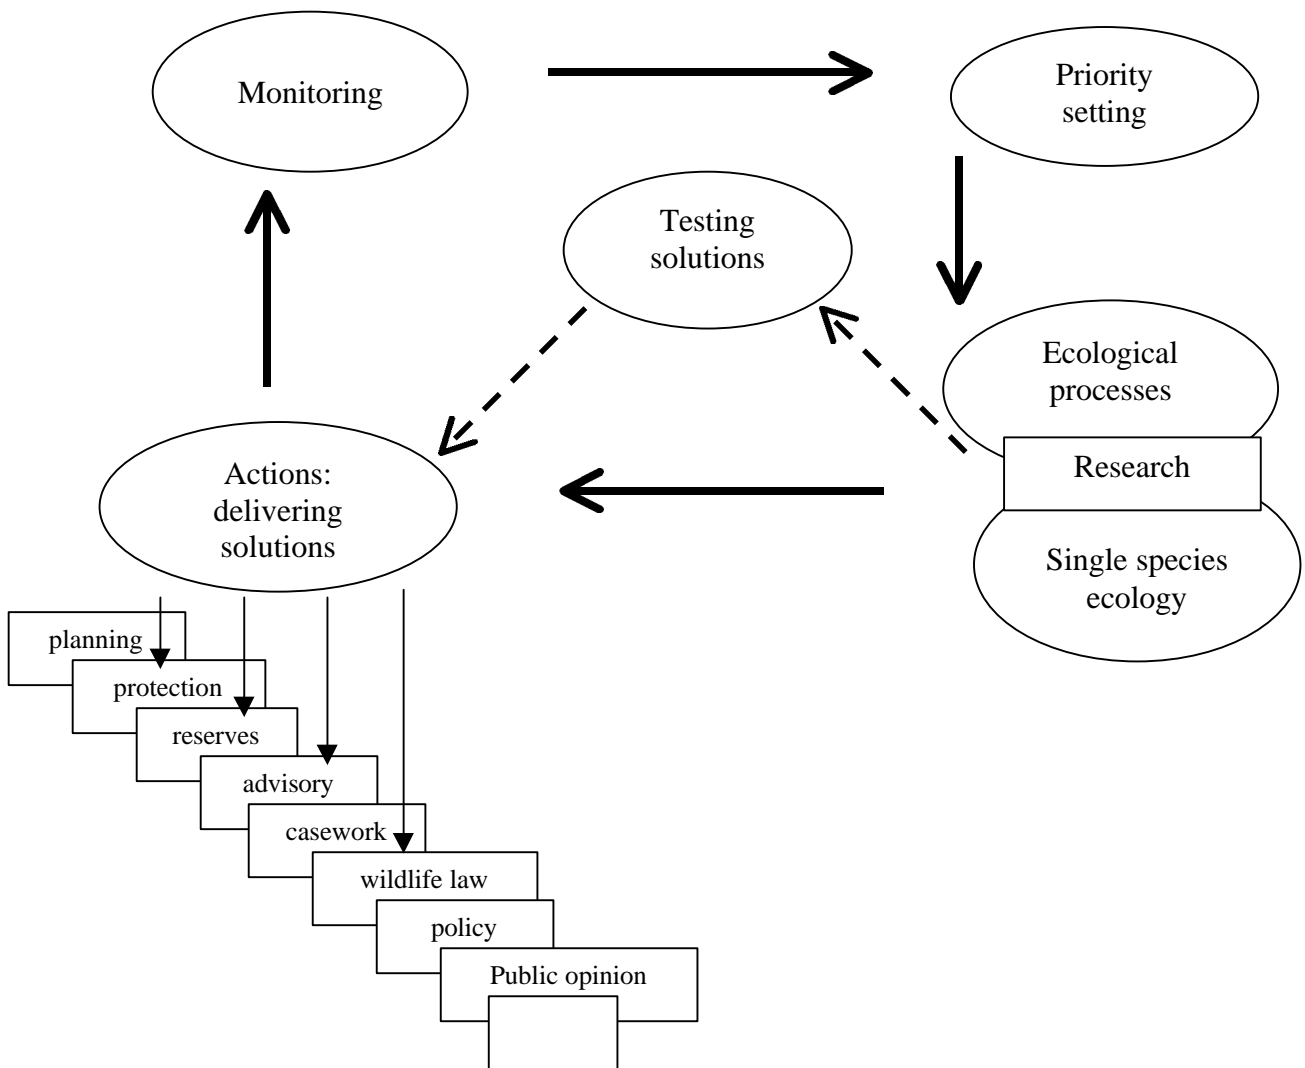 Monitoring
Priority
setting
Testing
solutions
Ecological
processes
Research
Single species
ecology
Actions:
delivering
solutions
planning
protection
reserves
advisory
casework
wildlife law
policy
Public opinion